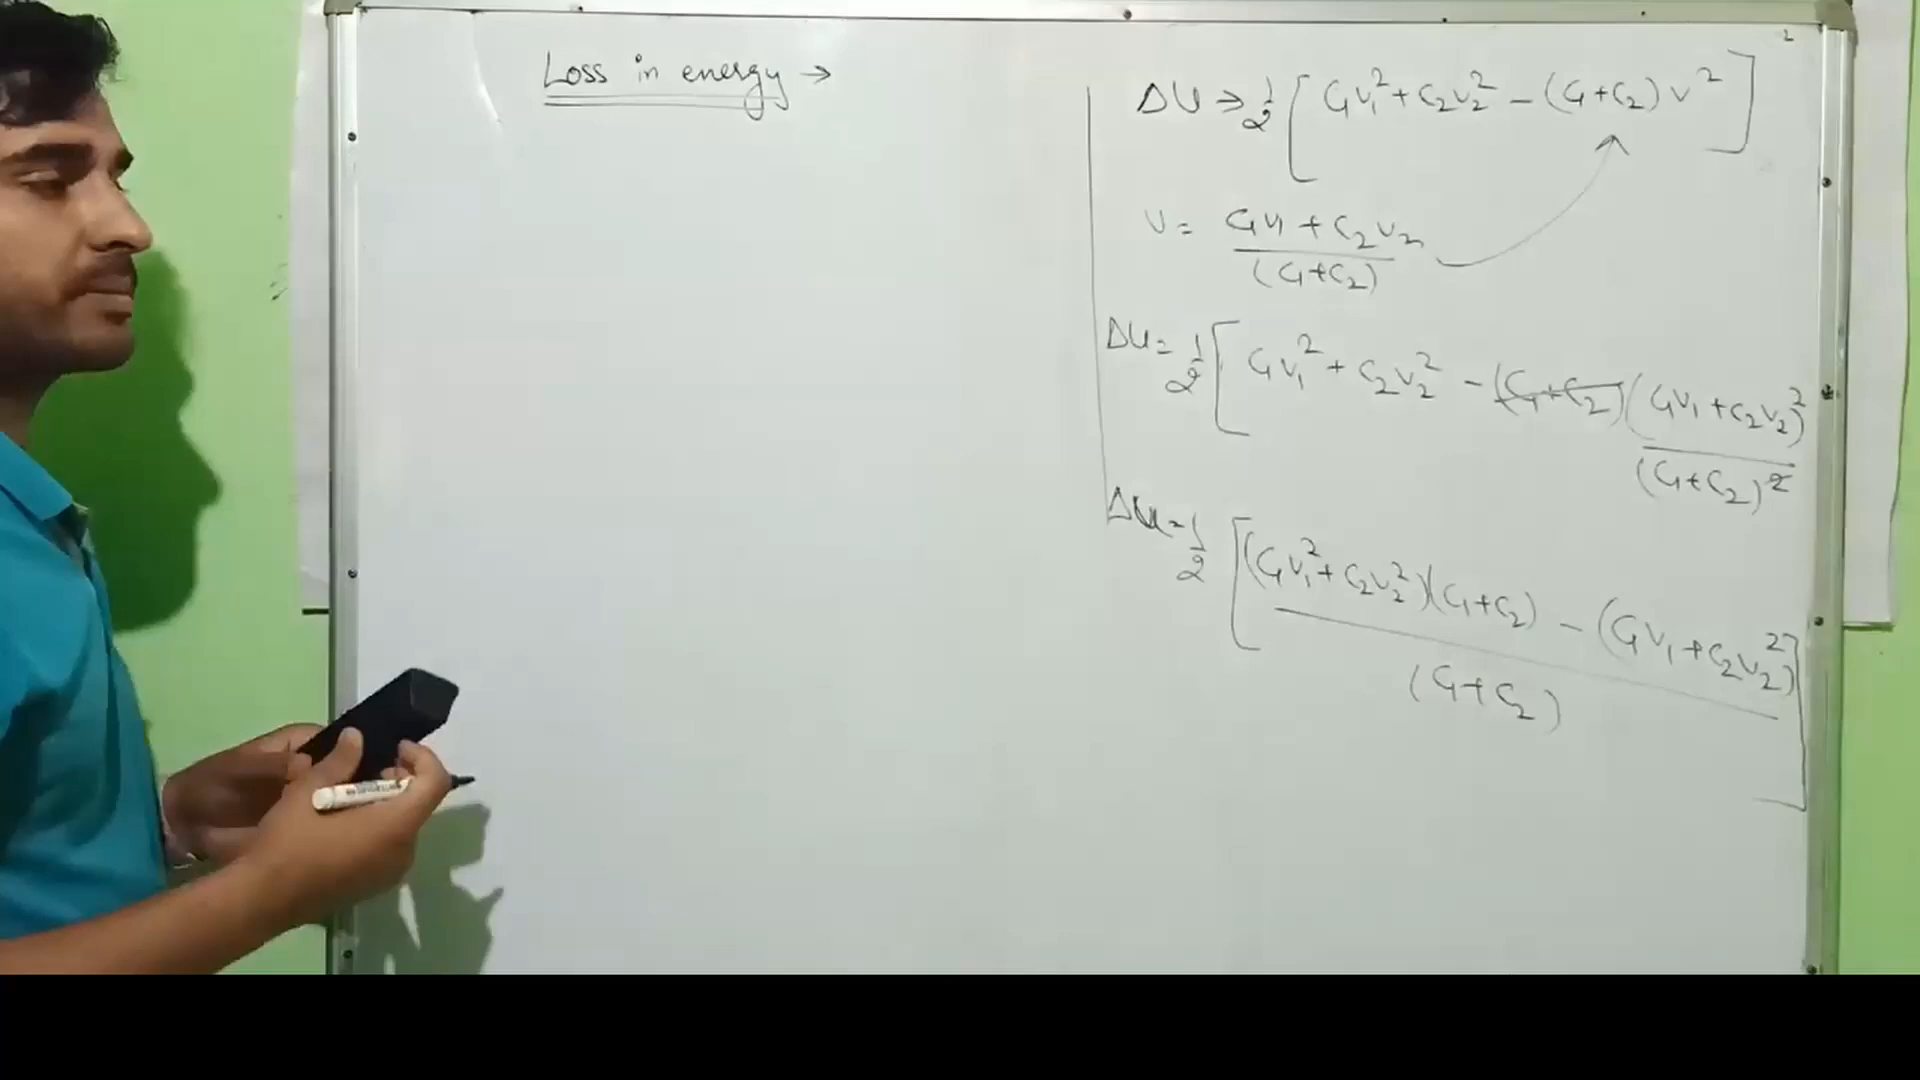 Loss in energy →
ΔU ⇒ 1/2 [ C₁V₁² + C₂V₂² - (C₁+C₂) V² ]
V = C₁V₁ + C₂V₂ / (C₁+C₂)
ΔU = 1/2 [ C₁V₁² + C₂V₂² - (C₁+C₂) (C₁V₁ + C₂V₂)² / (C₁+C₂)²
ΔU = 1/2 [ (C₁V₁² + C₂V₂²)(C₁+C₂) - (C₁V₁ + C₂V₂)² / (C₁+C₂) ]